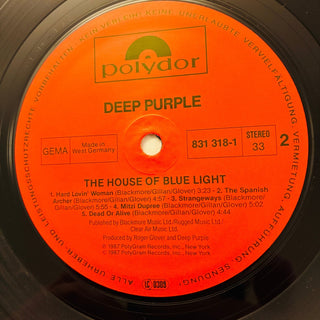 polydor
DEEP PURPLE
GEMA
Made in
West Germany
831 318-1
STEREO
33
2
THE HOUSE OF BLUE LIGHT
1. Hard Lovin' Woman (Blackmore/Gillan/Glover) 3:23 - 2. The Spanish
Archer (Blackmore/Gillan/Glover) 4:57 - 3. Strangeways (Blackmore/
Gillan/Glover) 5:55 - 4. Mitzi Dupree (Blackmore/Gillan/Glover) 5:02
5. Dead Or Alive (Blackmore/Gillan/Glover) 4:44
Published by Blackmore Music Ltd./Rugged Music Ltd./
Clear Air Music Ltd.
Produced by Roger Glover and Deep Purple.
℗ 1987 PolyGram Records, Inc., New York
© 1987 PolyGram Records, Inc., New York
LC 0309
ALLE URHEBER- UND LEISTUNGSSCHUTZRECHTE VORBEHALTEN. KEIN VERLEIH! KEINE UNERLAUBTE VERVIELFÄLTIGUNG, VERMIETUNG, AUFFÜHRUNG, SENDUNG!